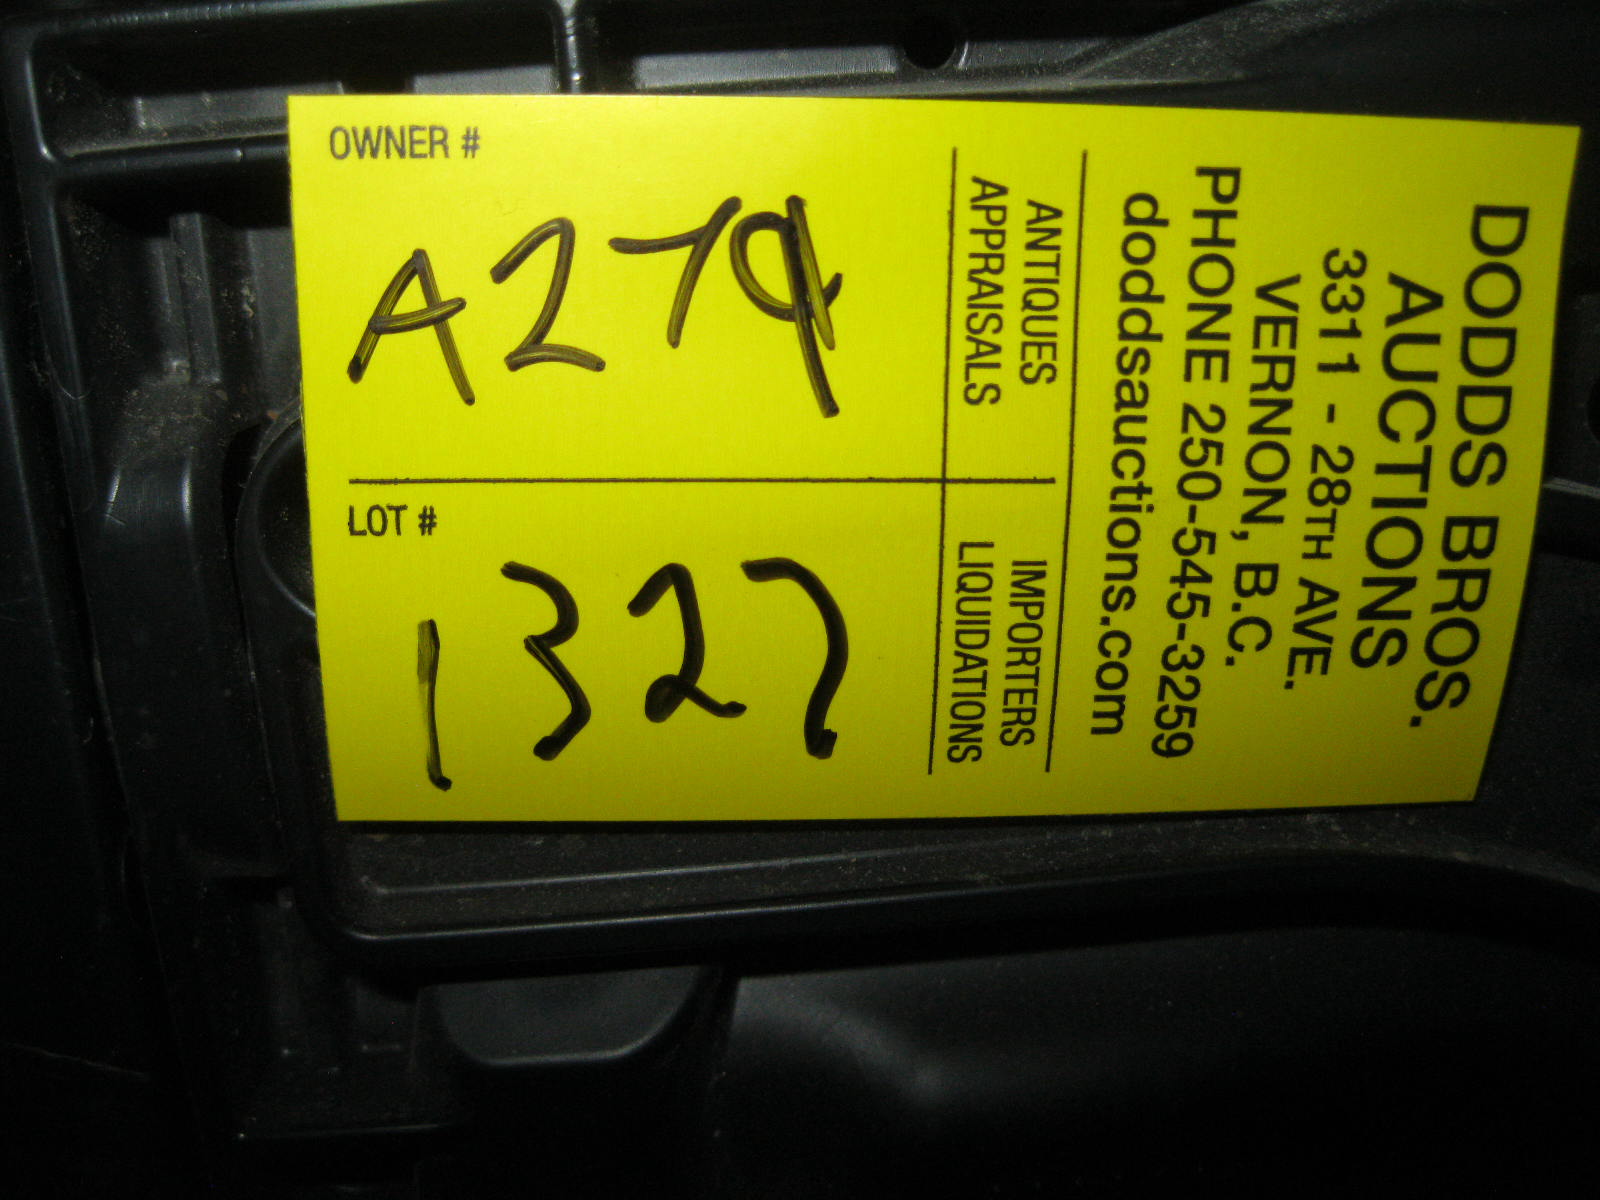 DODDS BROS.
AUCTIONS
3311 - 28TH AVE.
VERNON, B.C.
PHONE 250-545-3259
doddsauctions.com
ANTIQUES
APPRAISALS
IMPORTERS
LIQUIDATIONS
OWNER #
A279
LOT #
1327